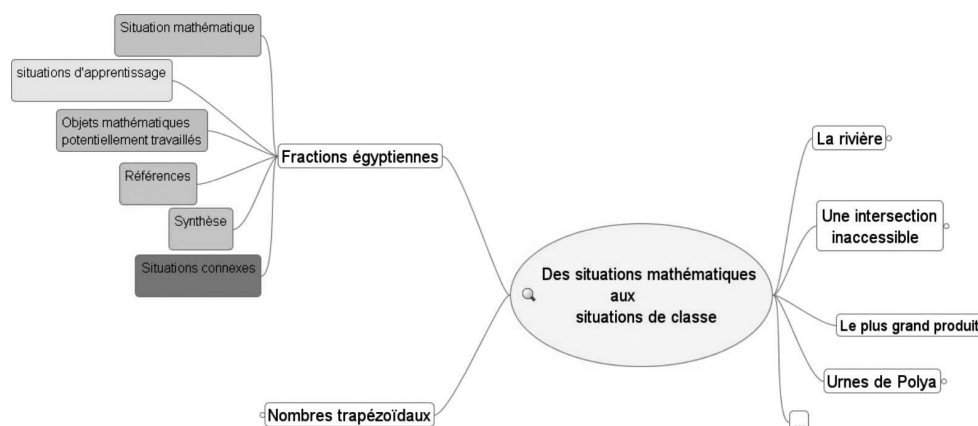 Situation mathématique
situations d'apprentissage
Objets mathématiques
potentiellement travaillés
Références
Synthèse
Situations connexes
Fractions égyptiennes
Nombres trapézoïdaux
Des situations mathématiques
aux
situations de classe
La rivière
Une intersection
inaccessible
Le plus grand produit
Urnes de Polya
...